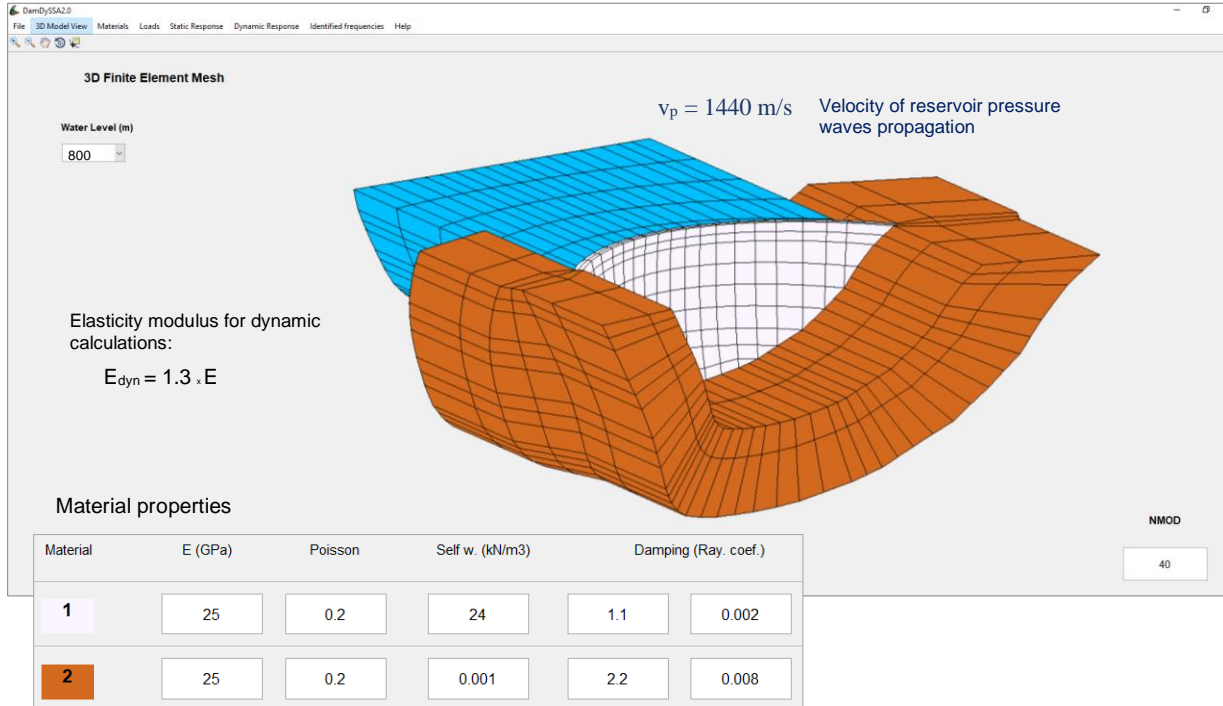 DamDySSA2.0
File 3D Model View Materials Loads Static Response Dynamic Response Identified frequencies Help
3D Finite Element Mesh
vp = 1440 m/s
Velocity of reservoir pressure
waves propagation
Water Level (m)
800
Elasticity modulus for dynamic
calculations:
Edyn = 1.3 x E
Material properties
NMOD
40
Material E (GPa) Poisson Self w. (kN/m3) Damping (Ray. coef.)
1 25 0.2 24 1.1 0.002
2 25 0.2 0.001 2.2 0.008